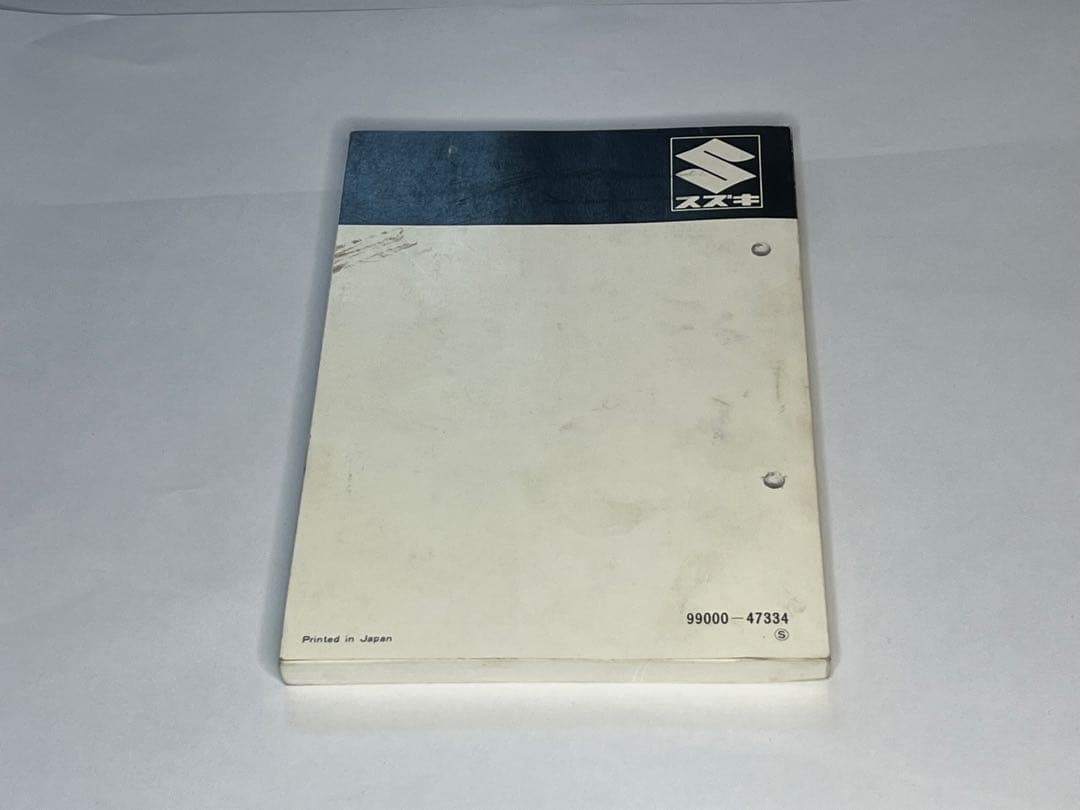 スズキ
99000-47334
Ⓢ
Printed in Japan